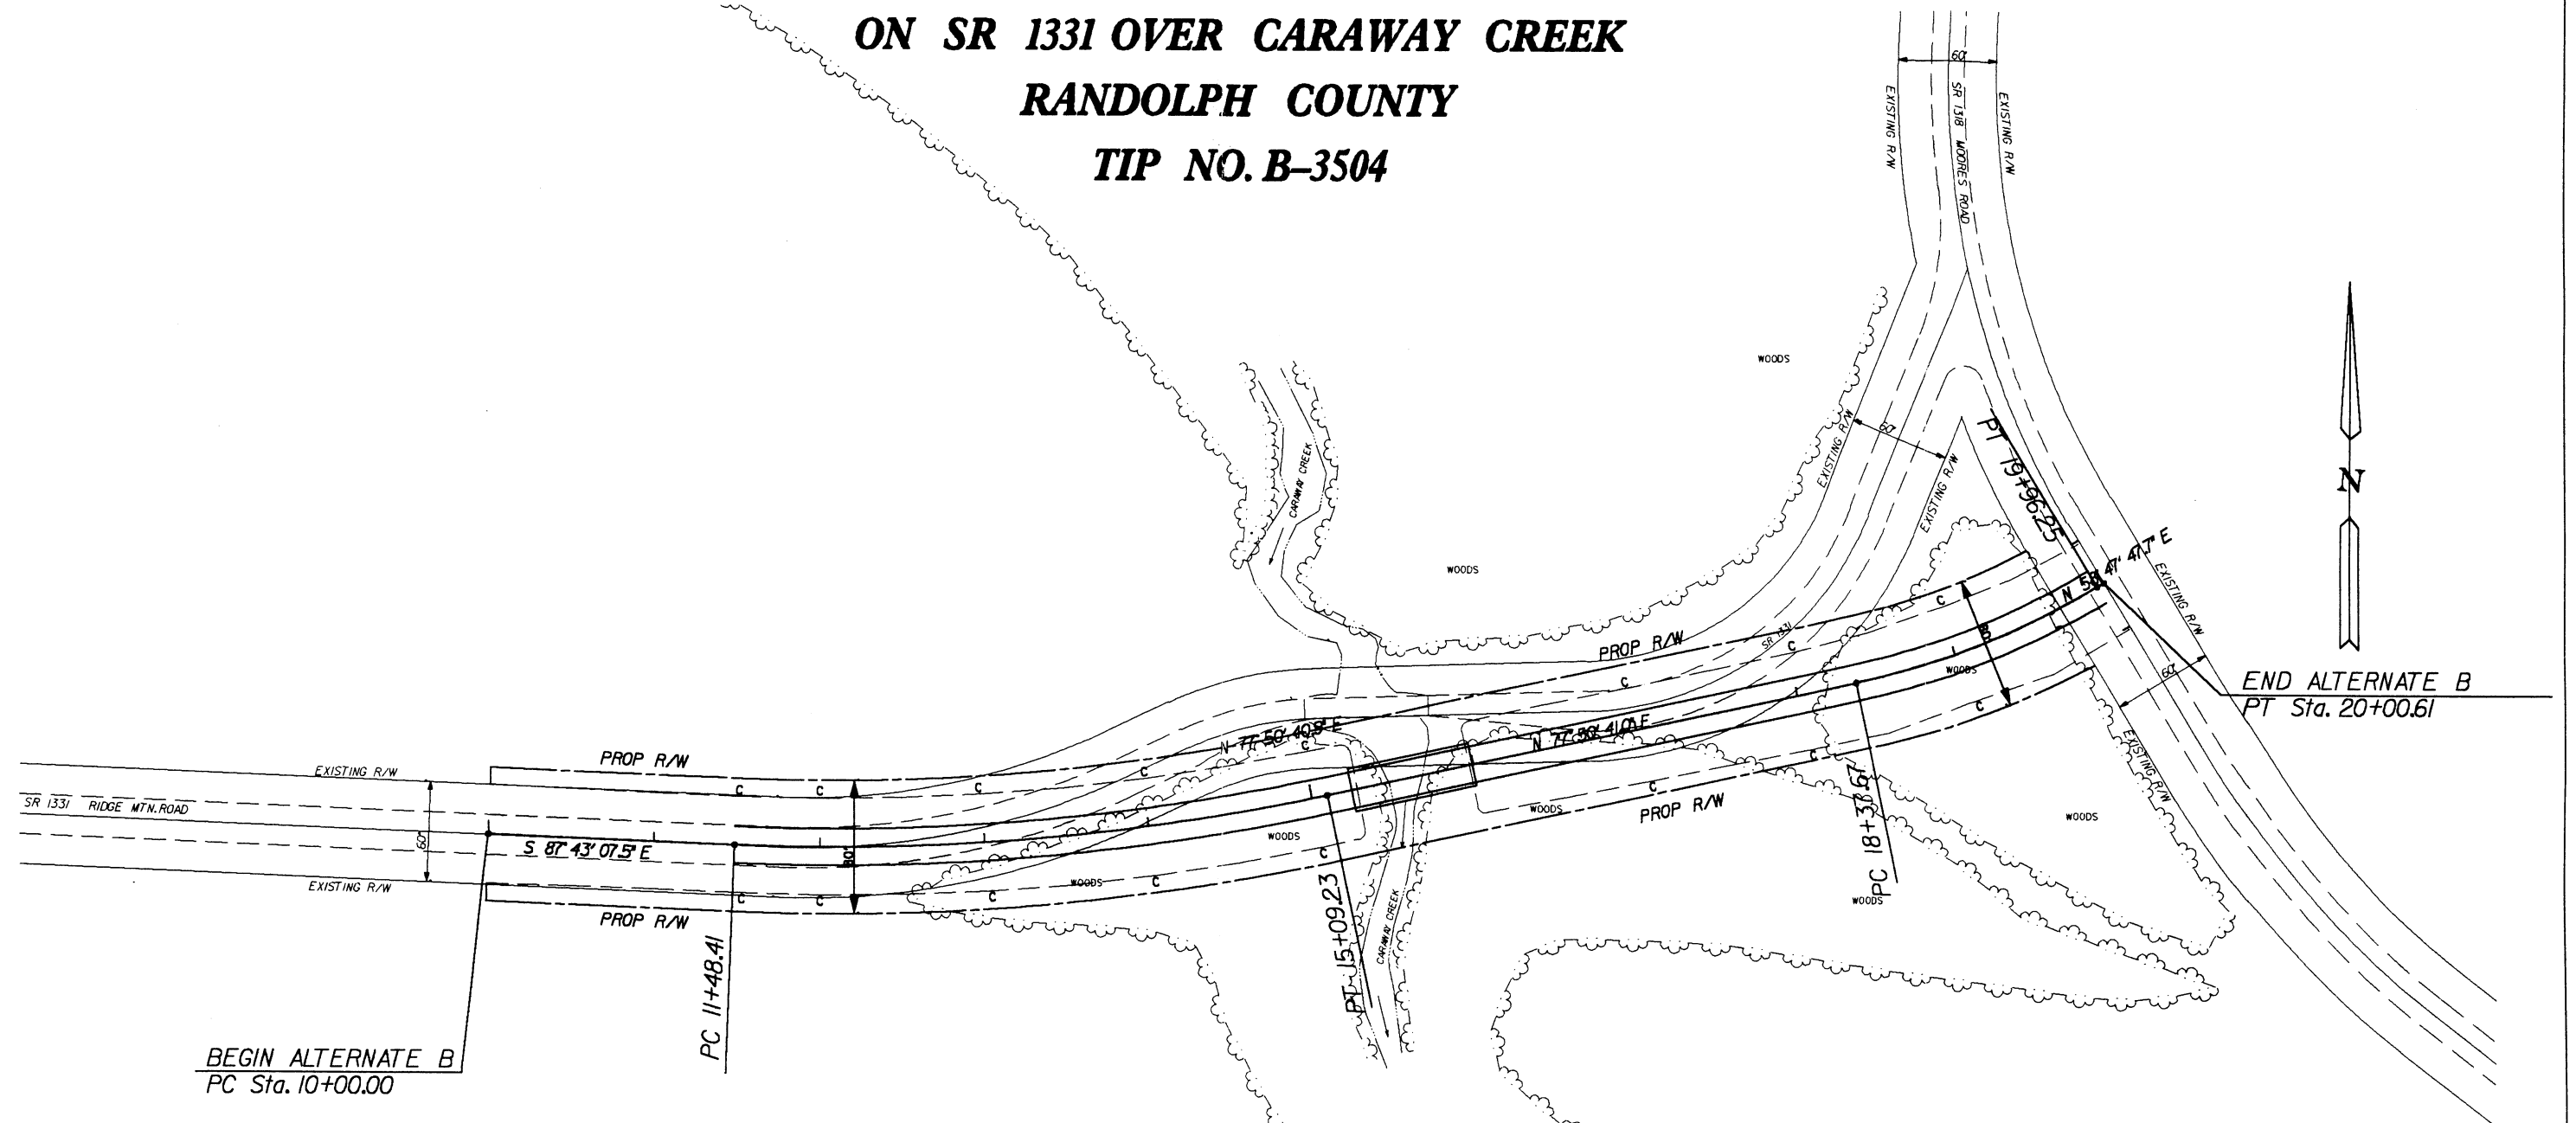 ON SR 1331 OVER CARAWAY CREEK
RANDOLPH COUNTY
TIP NO. B-3504
60'
EXISTING R/W
SR 1318 MOORES ROAD
EXISTING R/W
WOODS
N
CARAWAY CREEK
EXISTING R/W
60'
EXISTING R/W
PT 19+96.25
WOODS
47' 47.7" E
EXISTING R/W
C
N
PROP R/W
SR 1331
C
WOODS
60'
END ALTERNATE B
PT Sta. 20+00.61
C
C
N 77° 50' 40.9" E
N 77° 50' 41.0" E
EXISTING R/W
PROP R/W
EXISTING R/W
SR 1331 RIDGE MTN. ROAD
60'
S 87° 43' 07.5" E
EXISTING R/W
C
C
C
C
C
C
C
PROP R/W
WOODS
WOODS
WOODS
PROP R/W
C
C
C
C
C
C
80'
WOODS
PC 18+33.67
WOODS
PC 11+48.41
PT 15+09.23
CARAWAY CREEK
BEGIN ALTERNATE B
PC Sta. 10+00.00